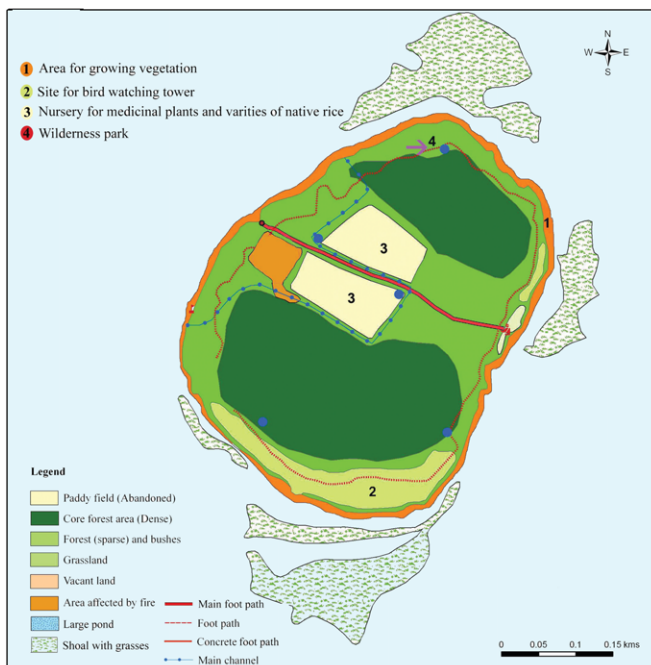 N
W E
S
1 Area for growing vegetation
2 Site for bird watching tower
3 Nursery for medicinal plants and varities of native rice
4 Wilderness park
4
1
3
3
2
Legend
Paddy field (Abandoned)
Core forest area (Dense)
Forest (sparse) and bushes
Grassland
Vacant land
Area affected by fire
Large pond
Shoal with grasses
Main foot path
Foot path
Concrete foot path
Main channel
0 0.05 0.1 0.15 kms